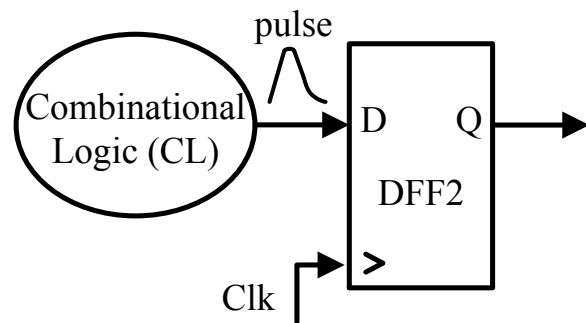 pulse
Combinational
Logic (CL)
D
Q
DFF2
Clk